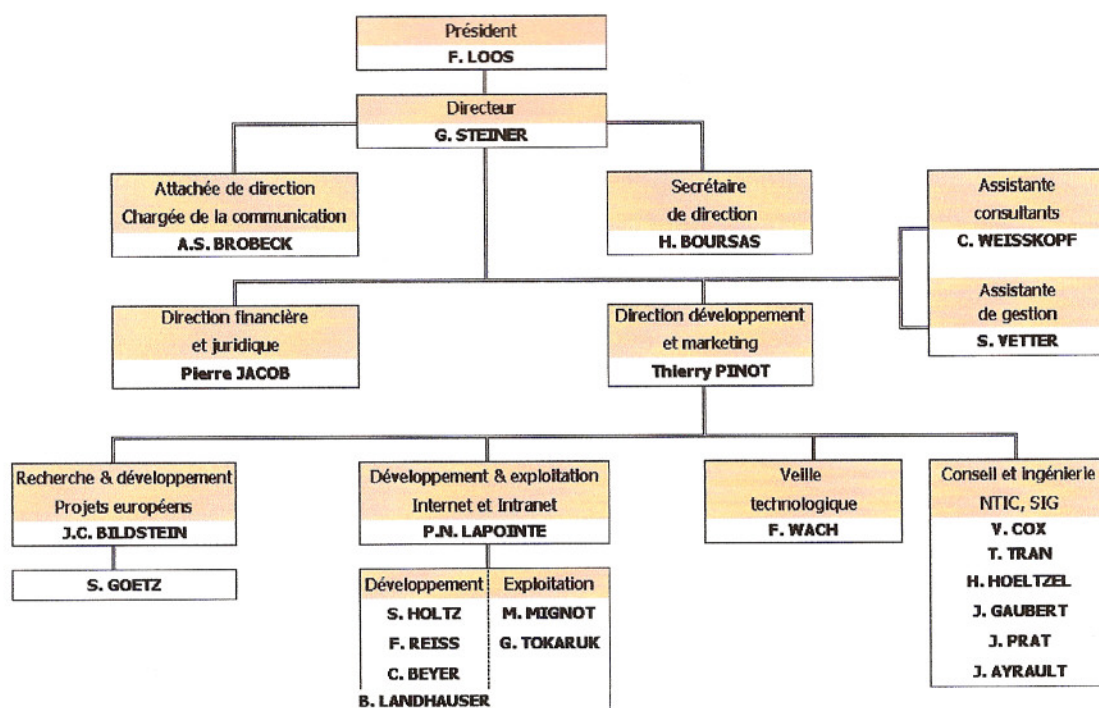 Président
F. LOOS
Directeur
G. STEINER
Attachée de direction
Chargée de la communication
A.S. BROBECK
Secrétaire
de direction
H. BOURSAS
Assistante
consultants
C. WEISSKOPF
Assistante
de gestion
S. VETTER
Direction financière
et juridique
Pierre JACOB
Direction développement
et marketing
Thierry PINOT
Recherche & développement
Projets européens
J.C. BILDSTEIN
S. GOETZ
Développement & exploitation
Internet et Intranet
P.N. LAPOINTE
Développement
S. HOLTZ
F. REISS
C. BEYER
B. LANDHAUSER
Exploitation
M. MIGNOT
G. TOKARUK
Veille
technologique
F. WACH
Conseil et ingénierie
NTIC, SIG
V. COX
T. TRAN
H. HOELTZEL
J. GAUBERT
J. PRAT
J. AYRAULT